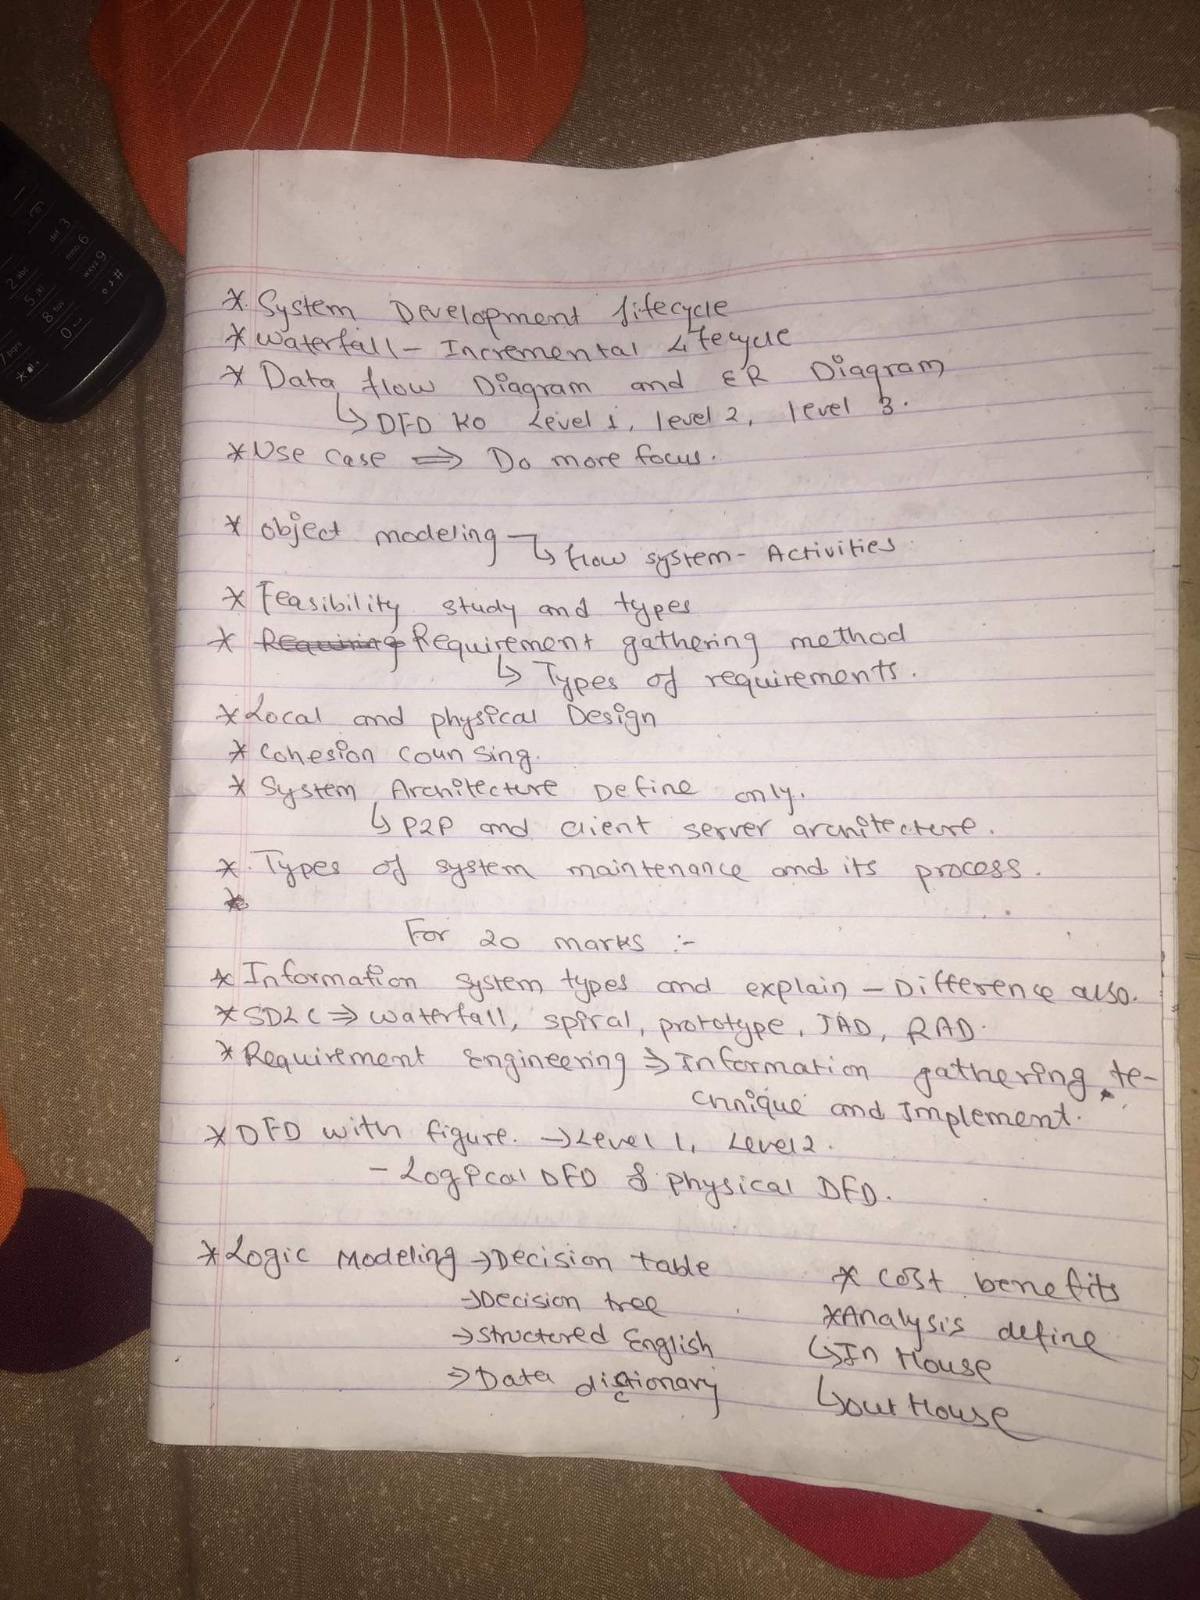 * System Development Lifecycle
* Waterfall - Incremental Lifecycle
* Data flow Diagram and ER Diagram
↳ DFD ko Level 1, level 2, level 3.
* Use case ⇒ Do more focus.
* Object modeling ↳ flow system - Activities
* Feasibility study and types
* Requiring Requirement gathering method
↳ Types of requirements.
* Local and physical Design
* Cohesion Counsing.
* System Architecture Define only.
↳ P2P and client server architecture.
* Types of system maintenance and its process.
*
For 20 marks :-
* Information system types and explain - Difference also.
* SDLC ⇒ Waterfall, spiral, prototype, JAD, RAD.
* Requirement Engineering ⇒ Information gathering te-
chnique and Implement.
* DFD with figure. → Level 1, Level 2.
- Logical DFD & physical DFD.
* Logic Modeling → Decision table
→ Decision tree
→ Structered English
→ Data dictionary
* Cost benefits
* Analysis define
↳ In House
↳ out House